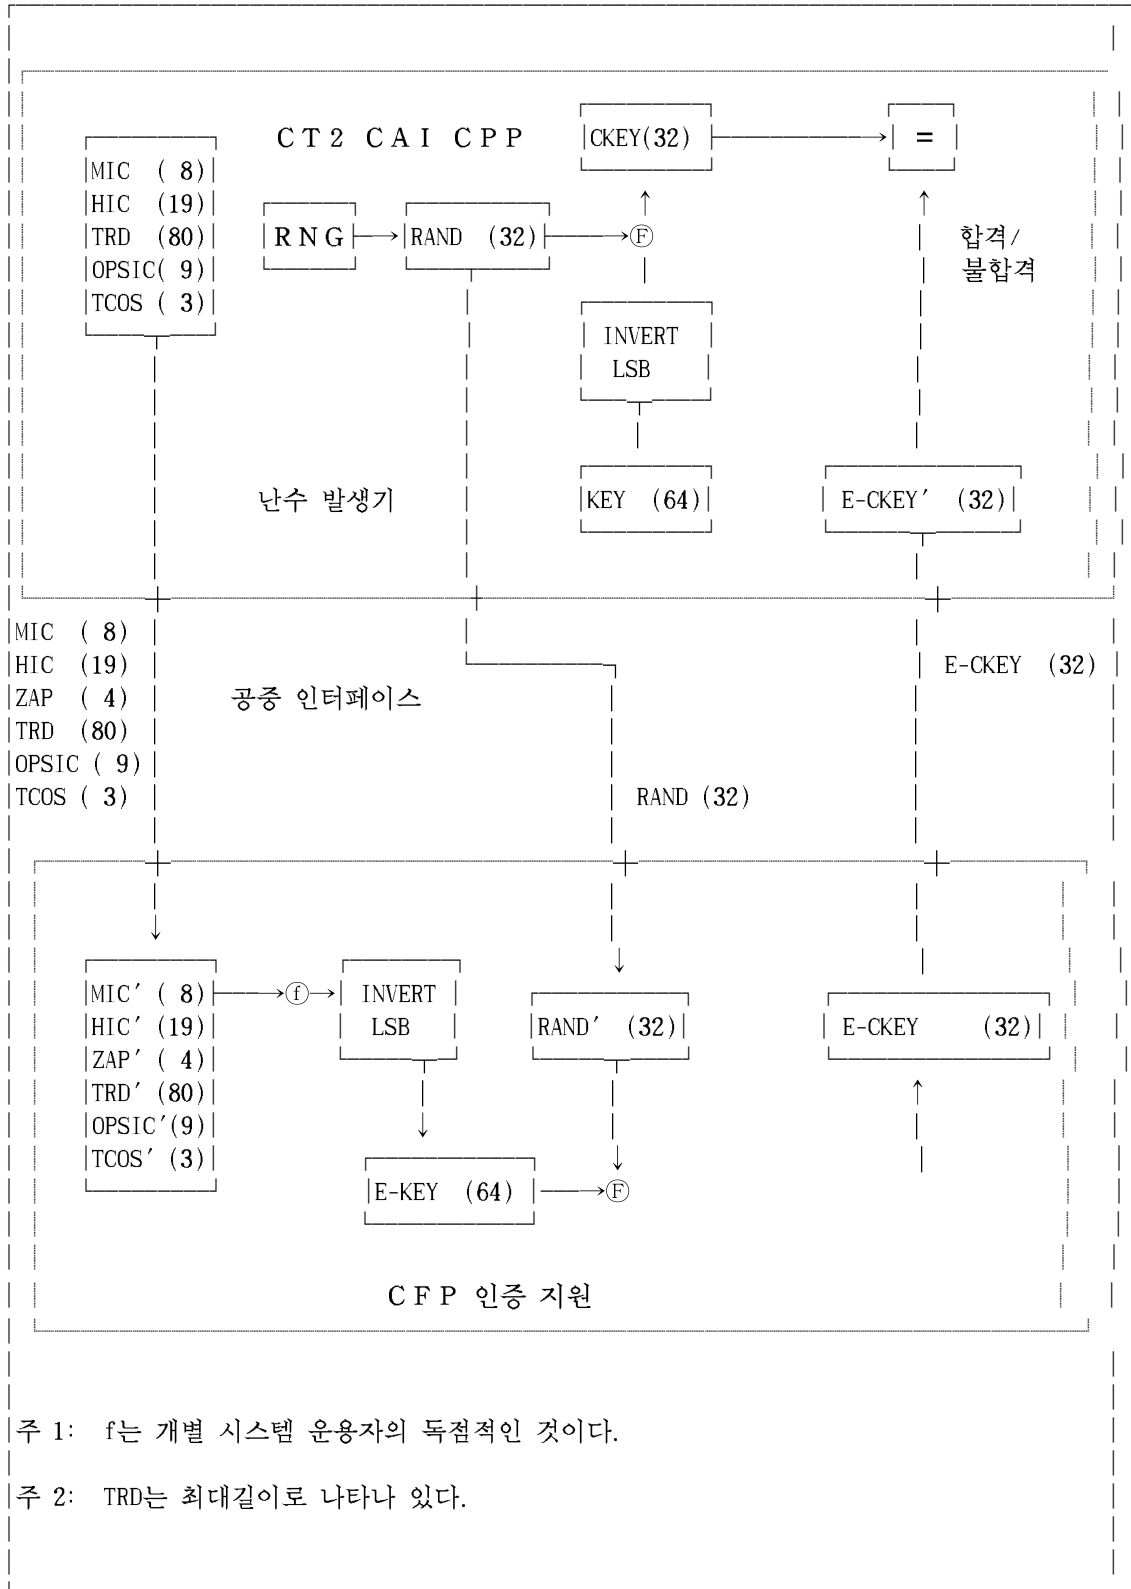 CT2 CAI CPP
MIC ( 8)
HIC (19)
TRD (80)
OPSIC( 9)
TCOS ( 3)
RNG
RAND (32)
Ⓕ
CKEY(32)
=
합격/
불합격
INVERT
LSB
KEY (64)
E-CKEY′ (32)
난수 발생기
MIC ( 8)
HIC (19)
ZAP ( 4)
TRD (80)
OPSIC ( 9)
TCOS ( 3)
공중 인터페이스
RAND (32)
E-CKEY (32)
MIC′ ( 8)
HIC′ (19)
ZAP′ ( 4)
TRD′ (80)
OPSIC′(9)
TCOS′ (3)
ⓕ
INVERT
LSB
RAND′ (32)
E-CKEY (32)
E-KEY (64)
Ⓕ
CFP 인증 지원
주 1: f는 개별 시스템 운용자의 독점적인 것이다.
주 2: TRD는 최대길이로 나타나 있다.